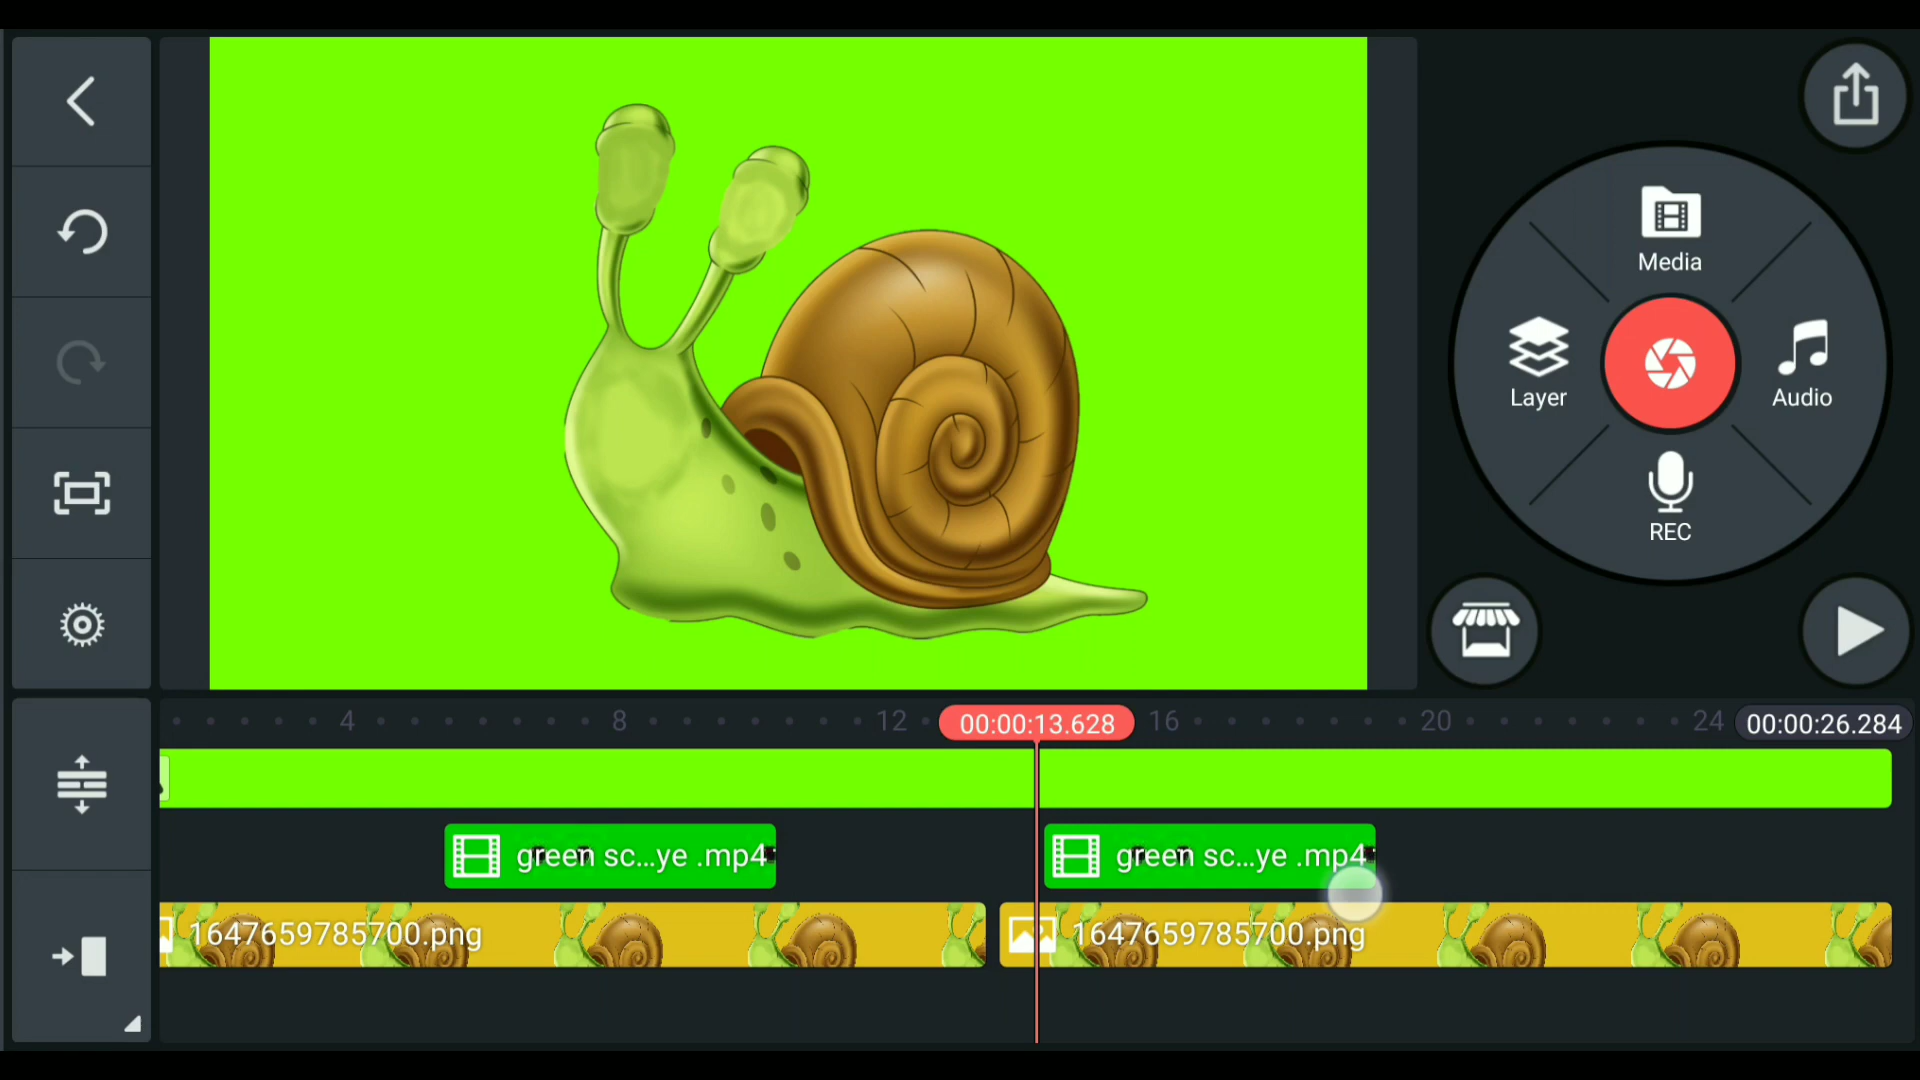 Media
Layer
Audio
REC
4
8
12
00:00:13.628
16
20
24
00:00:26.284
green sc...ye .mp4
green sc...ye .mp4
1647659785700.png
1647659785700.png